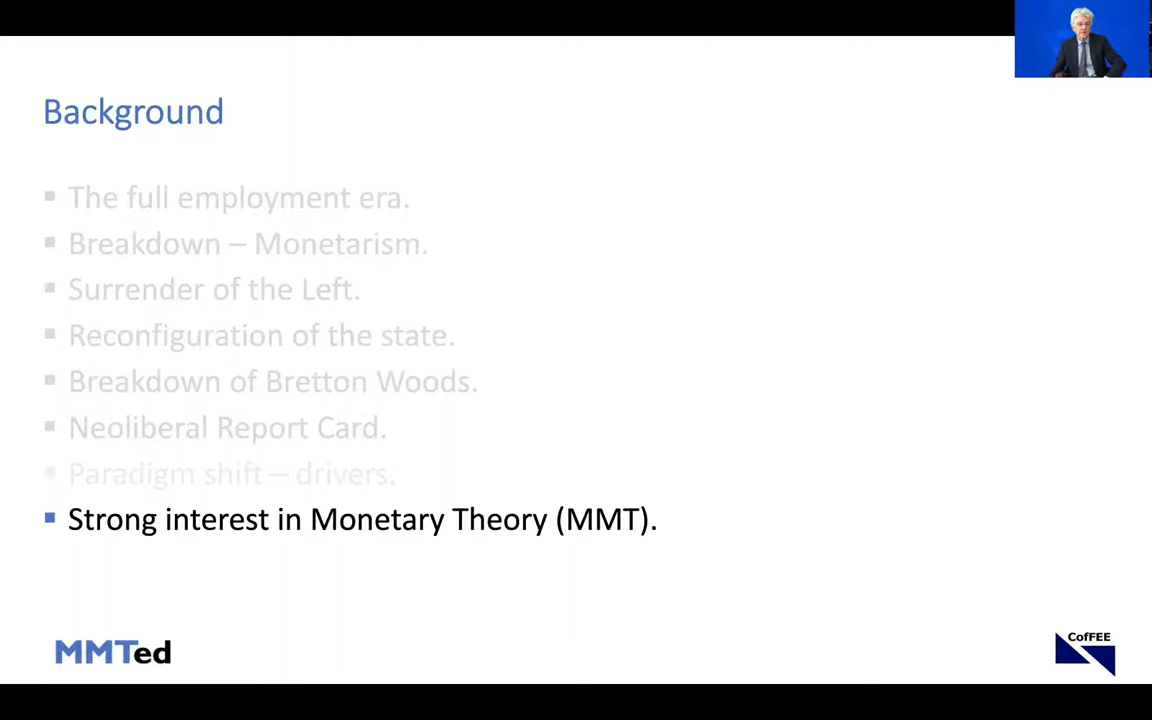 Background
▪ The full employment era.
▪ Breakdown – Monetarism.
▪ Surrender of the Left.
▪ Reconfiguration of the state.
▪ Breakdown of Bretton Woods.
▪ Neoliberal Report Card.
▪ Paradigm shift – drivers.
▪ Strong interest in Monetary Theory (MMT).
MMTed
CofFEE